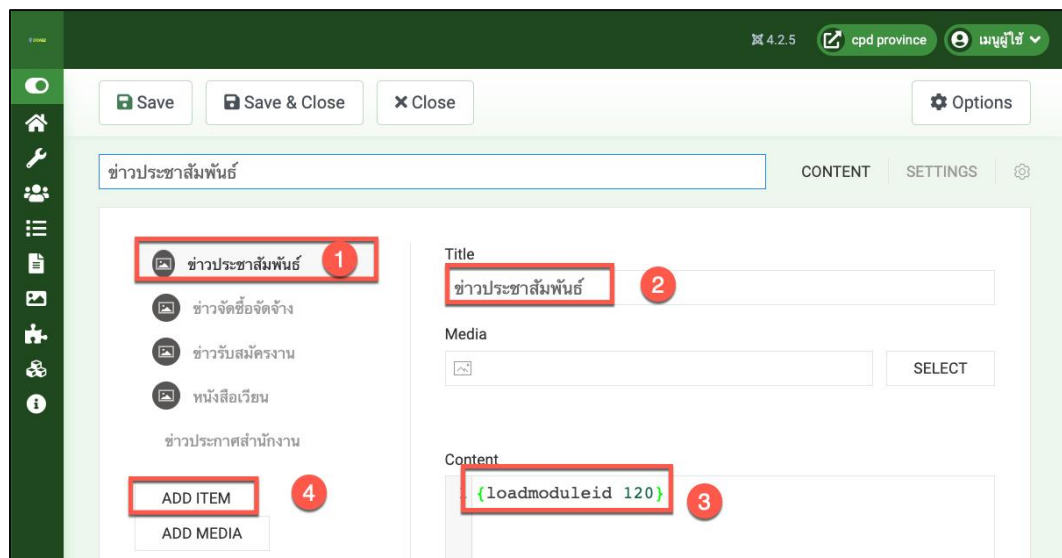 4.2.5 cpd province เมนูผู้ใช้
Save Save & Close Close Options
ข่าวประชาสัมพันธ์ CONTENT SETTINGS
ข่าวประชาสัมพันธ์ 1
ข่าวจัดซื้อจัดจ้าง
ข่าวรับสมัครงาน
หนังสือเวียน
ข่าวประกาศสำนักงาน
ADD ITEM 4
ADD MEDIA
Title
ข่าวประชาสัมพันธ์ 2
Media
SELECT
Content
{loadmoduleid 120} 3